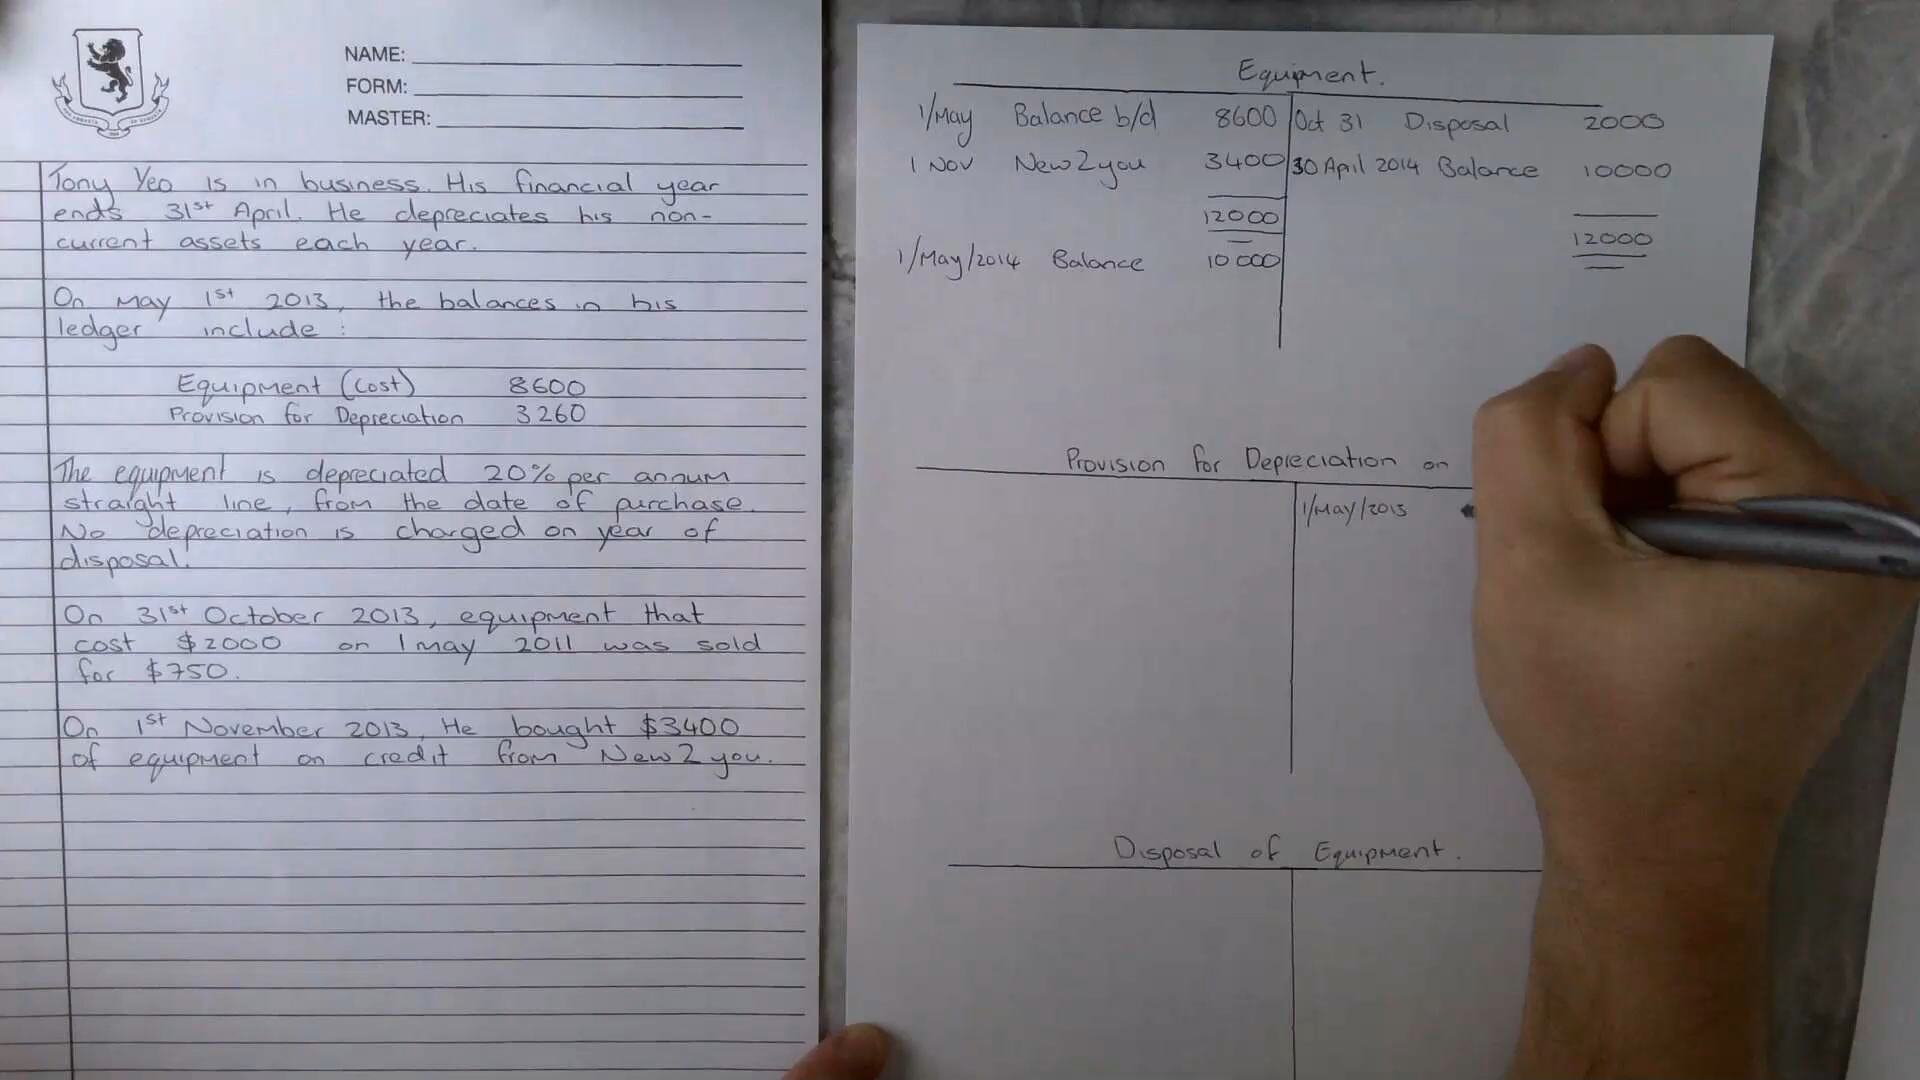 NAME:
FORM:
MASTER:
Tony Yeo is in business. His financial year
ends 31st April. He depreciates his non-
current assets each year.
On may 1st 2013, the balances in his
ledger include :
Equipment (cost) 8600
Provision for Depreciation 3260
The equipment is depreciated 20% per annum
straight line, from the date of purchase.
No depreciation is charged on year of
disposal.
On 31st October 2013, equipment that
cost $2000 on 1 may 2011 was sold
for $750.
On 1st November 2013, He bought $3400
of equipment on credit from New2you.
Equipment.
1/May Balance b/d 8600 Oct 31 Disposal 2000
1 Nov New2you 3400 30 April 2014 Balance 10000
12000 12000
1/May/2014 Balance 10000
Provision for Depreciation on
1/May/2013
Disposal of Equipment.